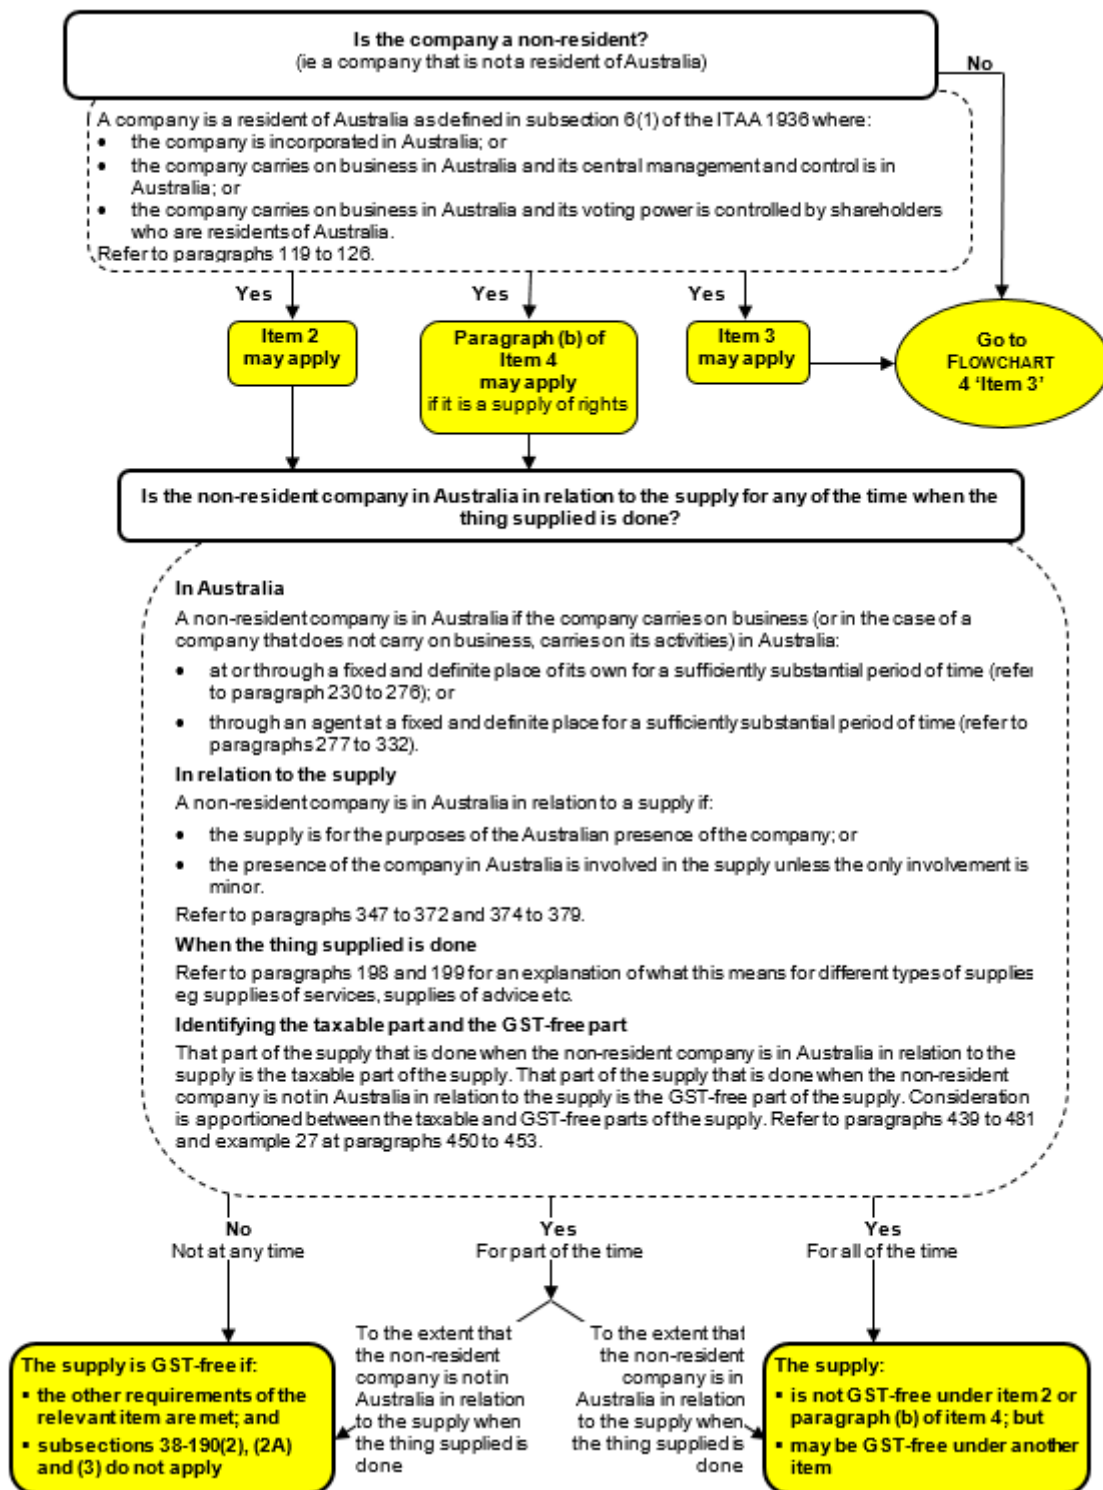 Is the company a non-resident?
(ie a company that is not a resident of Australia)
No
A company is a resident of Australia as defined in subsection 6(1) of the ITAA 1936 where:
• the company is incorporated in Australia; or
• the company carries on business in Australia and its central management and control is in
Australia; or
• the company carries on business in Australia and its voting power is controlled by shareholders
who are residents of Australia.
Refer to paragraphs 119 to 126.
Yes
Yes
Yes
Item 2
may apply
Paragraph (b) of
Item 4
may apply
if it is a supply of rights
Item 3
may apply
Go to
FLOWCHART
4 ‘Item 3’
Is the non-resident company in Australia in relation to the supply for any of the time when the
thing supplied is done?
In Australia
A non-resident company is in Australia if the company carries on business (or in the case of a
company that does not carry on business, carries on its activities) in Australia:
• at or through a fixed and definite place of its own for a sufficiently substantial period of time (refer
to paragraph 230 to 276); or
• through an agent at a fixed and definite place for a sufficiently substantial period of time (refer to
paragraphs 277 to 332).
In relation to the supply
A non-resident company is in Australia in relation to a supply if:
• the supply is for the purposes of the Australian presence of the company; or
• the presence of the company in Australia is involved in the supply unless the only involvement is
minor.
Refer to paragraphs 347 to 372 and 374 to 379.
When the thing supplied is done
Refer to paragraphs 198 and 199 for an explanation of what this means for different types of supplies
eg supplies of services, supplies of advice etc.
Identifying the taxable part and the GST-free part
That part of the supply that is done when the non-resident company is in Australia in relation to the
supply is the taxable part of the supply. That part of the supply that is done when the non-resident
company is not in Australia in relation to the supply is the GST-free part of the supply. Consideration
is apportioned between the taxable and GST-free parts of the supply. Refer to paragraphs 439 to 481
and example 27 at paragraphs 450 to 453.
No
Not at any time
Yes
For part of the time
Yes
For all of the time
The supply is GST-free if:
▪ the other requirements of the
relevant item are met; and
▪ subsections 38-190(2), (2A)
and (3) do not apply
To the extent that
the non-resident
company is not in
Australia in relation
to the supply when
the thing supplied is
done
To the extent that
the non-resident
company is in
Australia in relation
to the supply when
the thing supplied is
done
The supply:
▪ is not GST-free under item 2 or
paragraph (b) of item 4; but
▪ may be GST-free under another
item